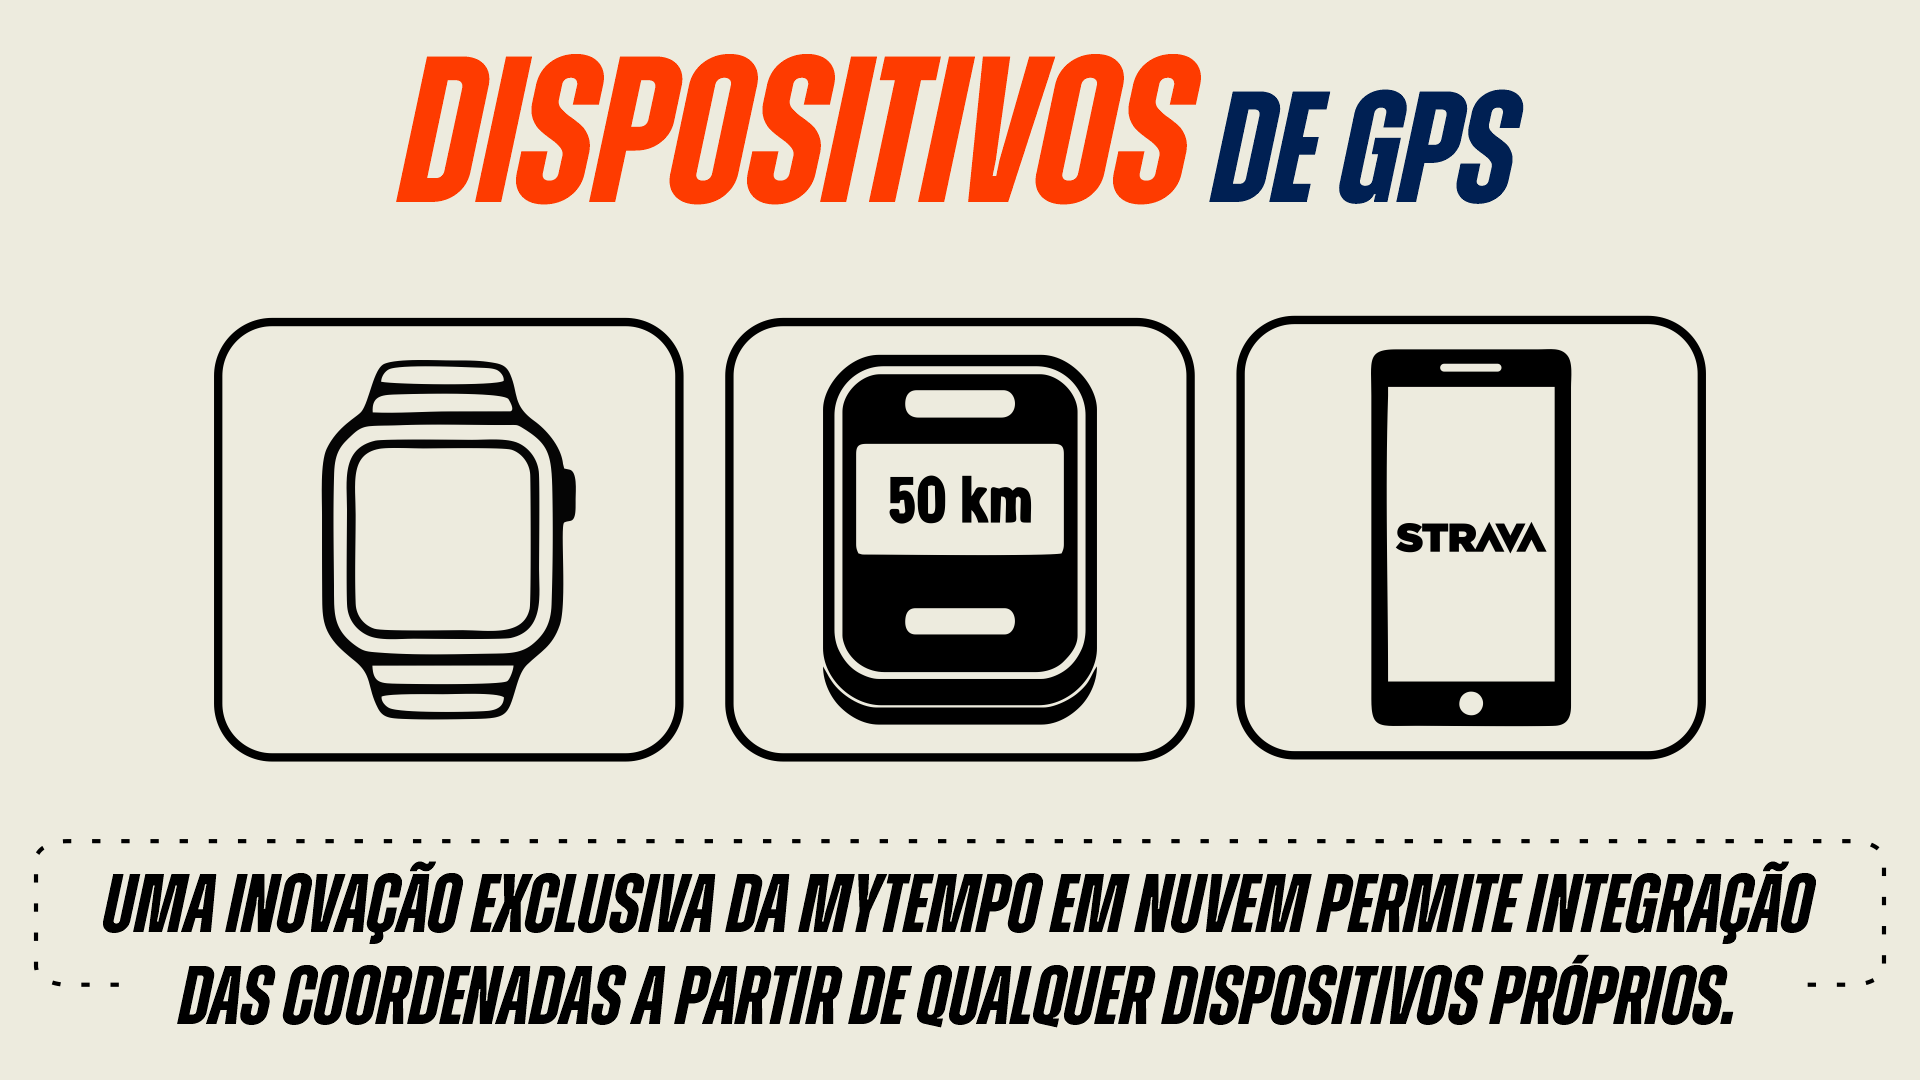 DISPOSITIVOS DE GPS
50 km
STRAVA
UMA INOVAÇÃO EXCLUSIVA DA MYTEMPO EM NUVEM PERMITE INTEGRAÇÃO
DAS COORDENADAS A PARTIR DE QUALQUER DISPOSITIVOS PRÓPRIOS.